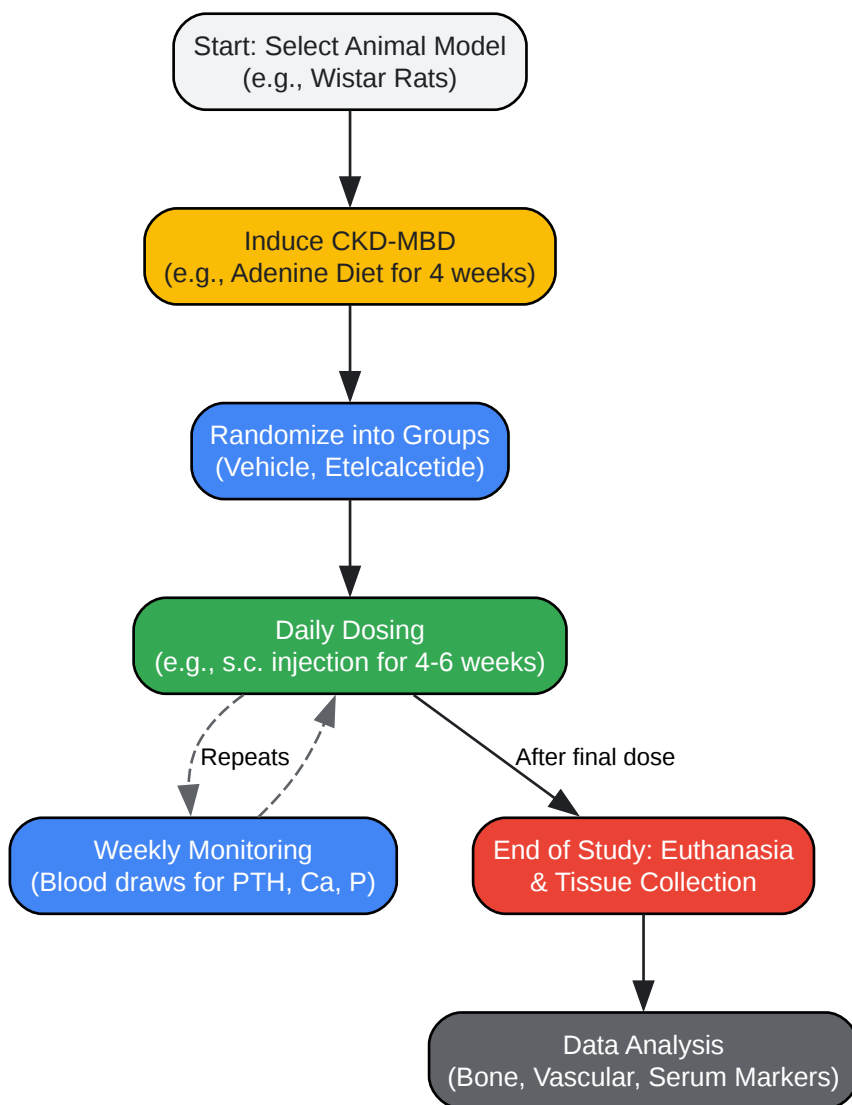 Start: Select Animal Model
(e.g., Wistar Rats)
Induce CKD-MBD
(e.g., Adenine Diet for 4 weeks)
Randomize into Groups
(Vehicle, Etelcalcetide)
Daily Dosing
(e.g., s.c. injection for 4-6 weeks)
Repeats
After final dose
Weekly Monitoring
(Blood draws for PTH, Ca, P)
End of Study: Euthanasia
& Tissue Collection
Data Analysis
(Bone, Vascular, Serum Markers)